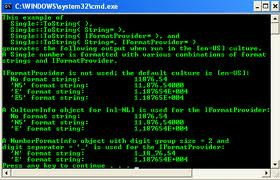 C:\WINDOWS\system32\cmd.exe
This example of
Single::ToString( ),
Single::ToString( String* ),
Single::ToString( IFormatProvider* ), and
Single::ToString( String*, IFormatProvider* )
generates the following output when run in the [en-US] culture.
A Single number is formatted with various combinations of format
strings and IFormatProvider.
IFormatProvider is not used; the default culture is [en-US]:
No format string: 11876.54
'N5' format string: 11,876.54000
'E' format string: 1.187654E+004
'E5' format string: 1.18765E+004
A CultureInfo object for [nl-NL] is used for the IFormatProvider:
No format string: 11876,54
'N5' format string: 11.876,54000
'E' format string: 1,187654E+004
A NumberFormatInfo object with digit group size = 2 and
digit separator = '_' is used for the IFormatProvider:
'N' format string: 1_18_76.54
'E' format string: 1.187654E+004
Press any key to continue . . .